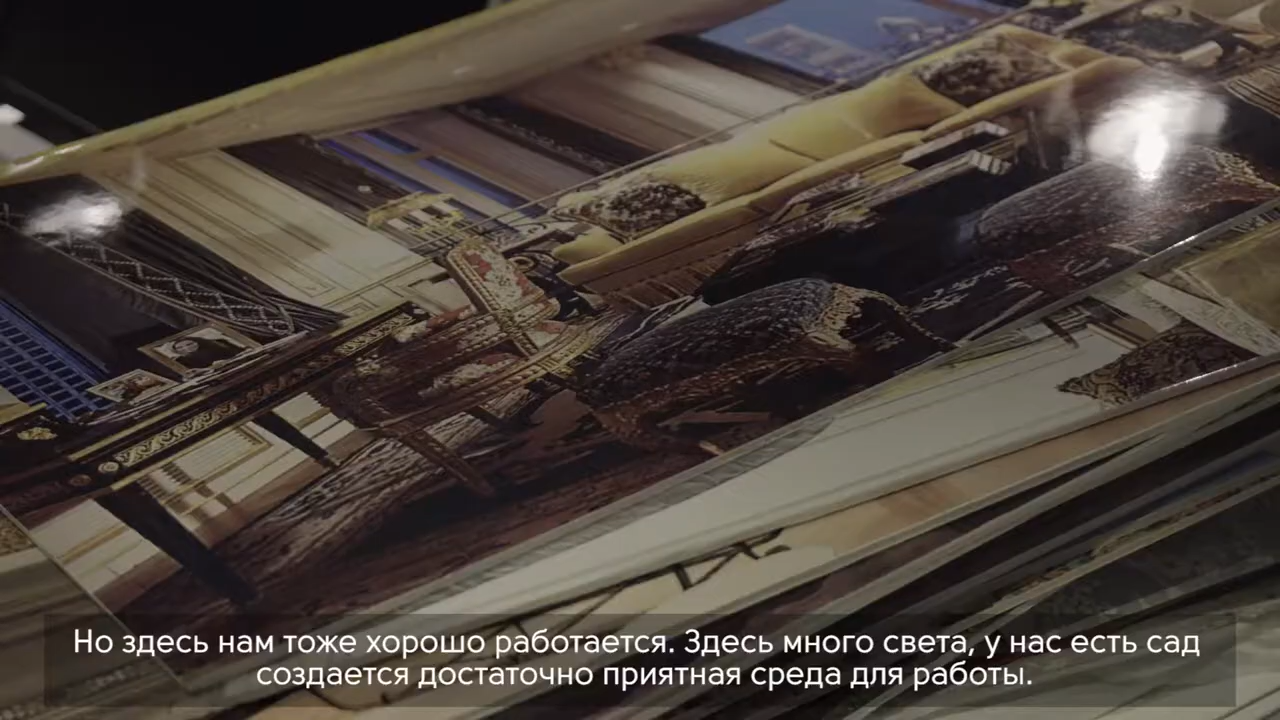 Но здесь нам тоже хорошо работается. Здесь много света, у нас есть сад
создается достаточно приятная среда для работы.